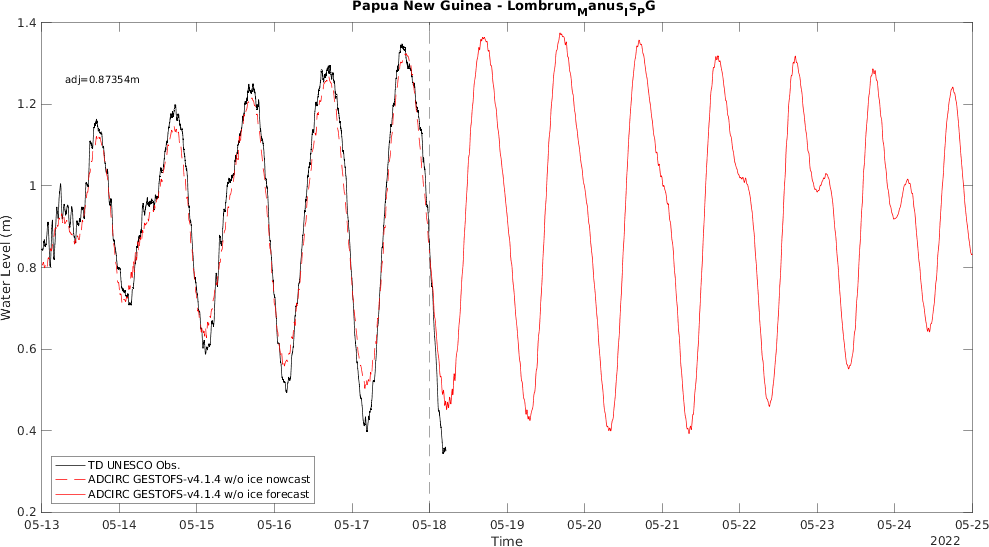 Papua New Guinea - LombrumManusIsPG
adj=0.87354m
1.4
1.2
1
0.8
0.6
0.4
0.2
Water Level (m)
TD UNESCO Obs.
ADCIRC GESTOFS-v4.1.4 w/o ice nowcast
ADCIRC GESTOFS-v4.1.4 w/o ice forecast
05-13 05-14 05-15 05-16 05-17 05-18 05-19 05-20 05-21 05-22 05-23 05-24 05-25
Time
2022